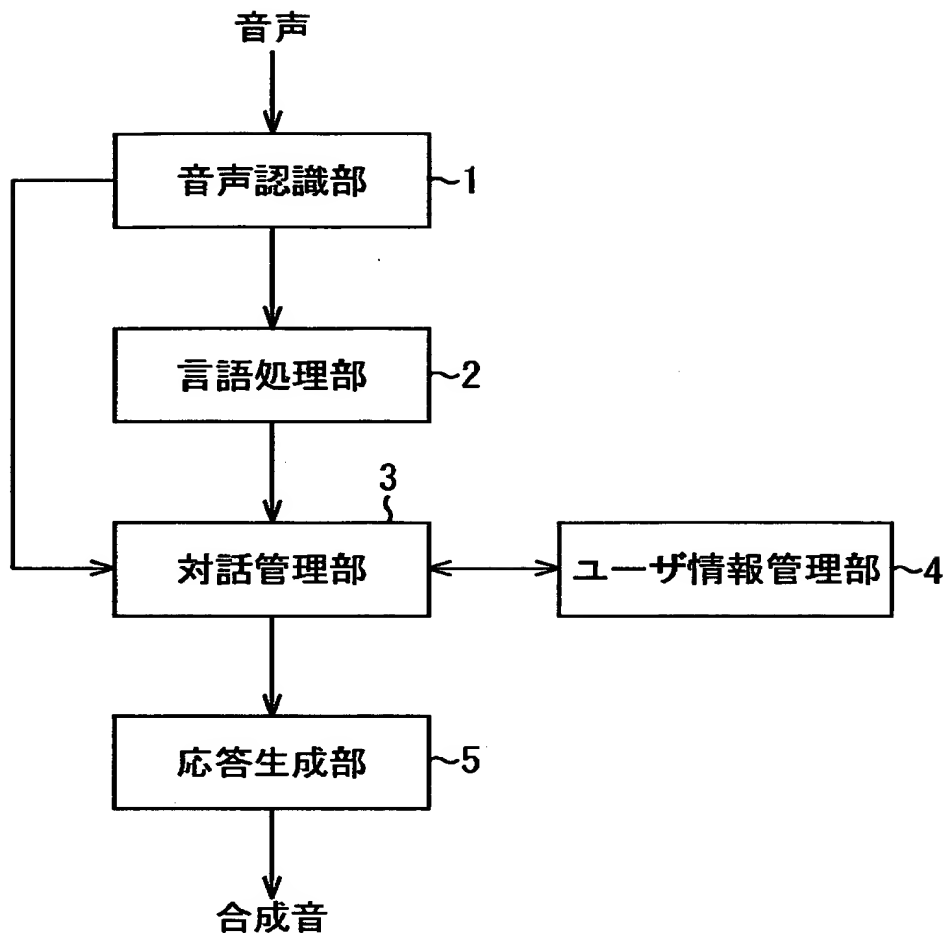 音声
音声認識部 ~1
言語処理部 ~2
3
対話管理部
ユーザ情報管理部 ~4
応答生成部 ~5
合成音